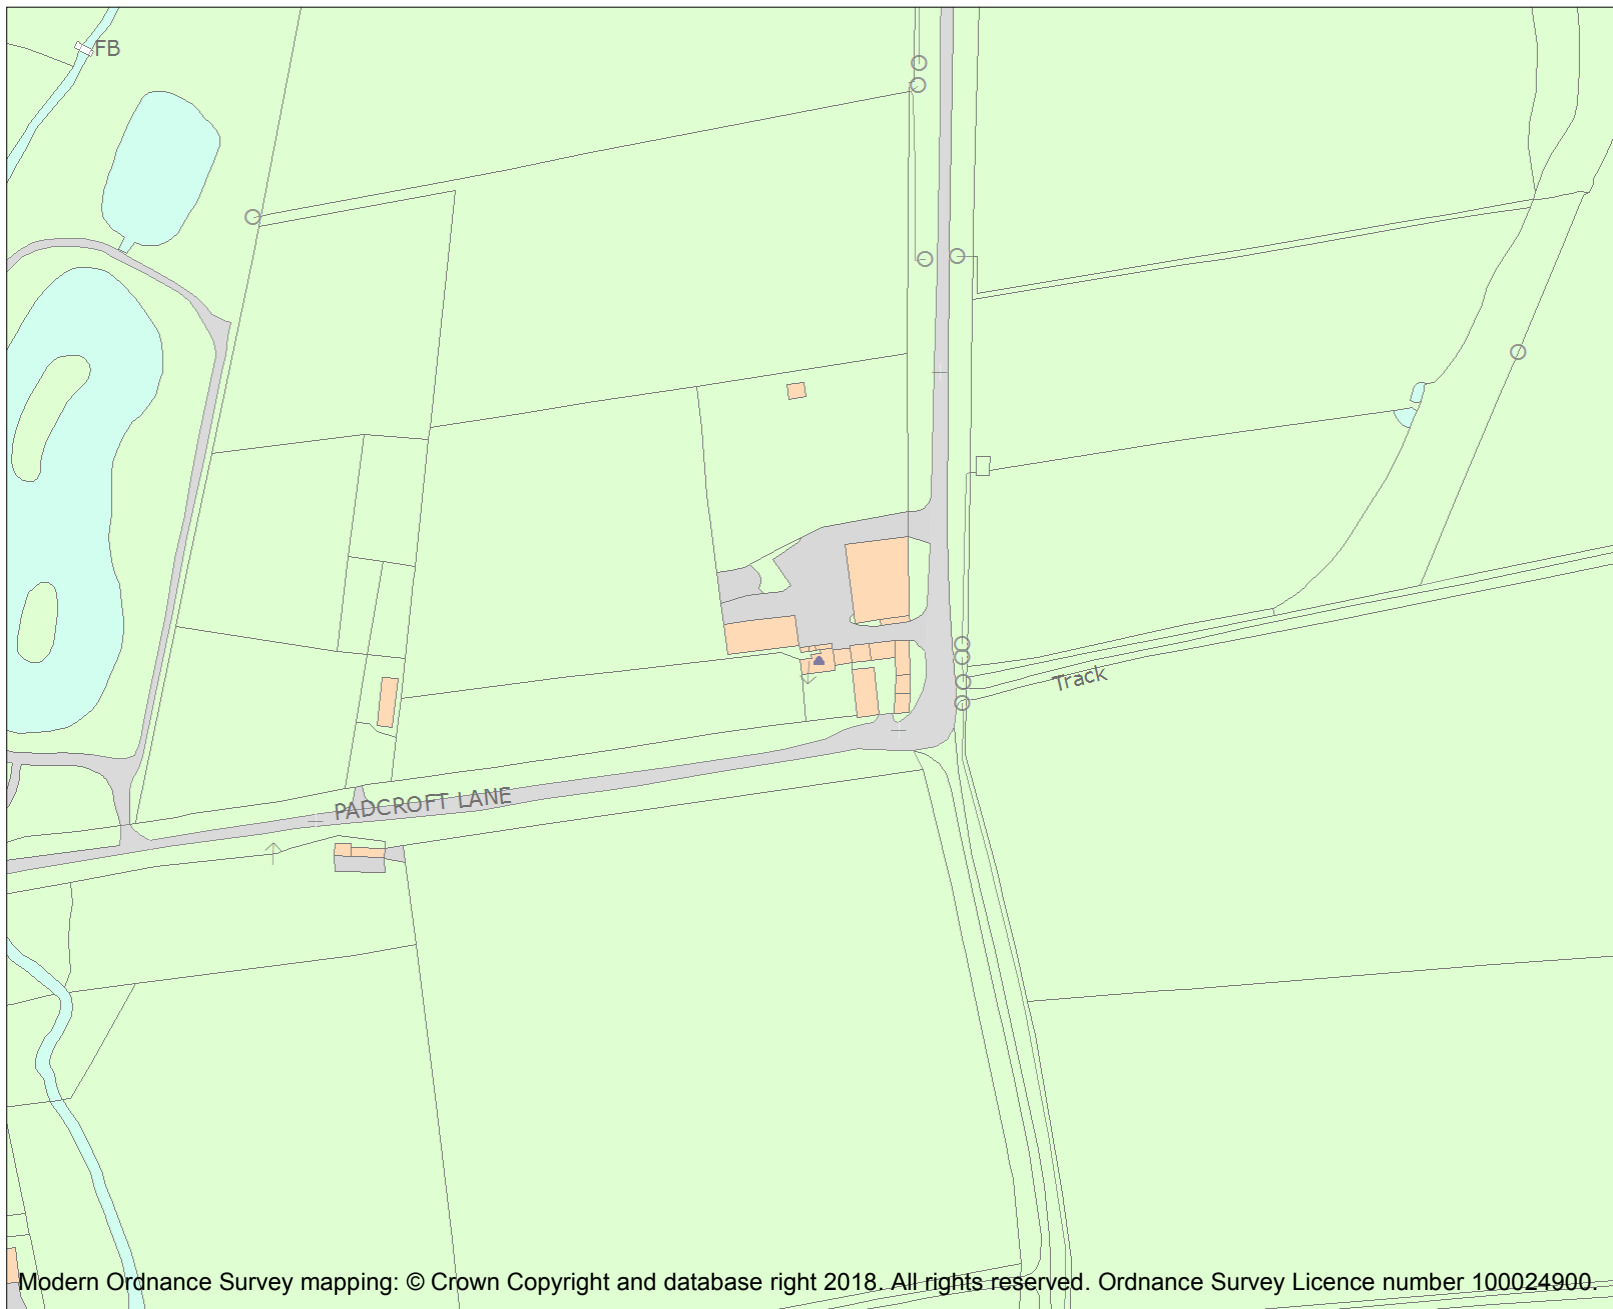 FB
Track
PADCROFT LANE
Modern Ordnance Survey mapping: © Crown Copyright and database right 2018. All rights reserved. Ordnance Survey Licence number 100024900.